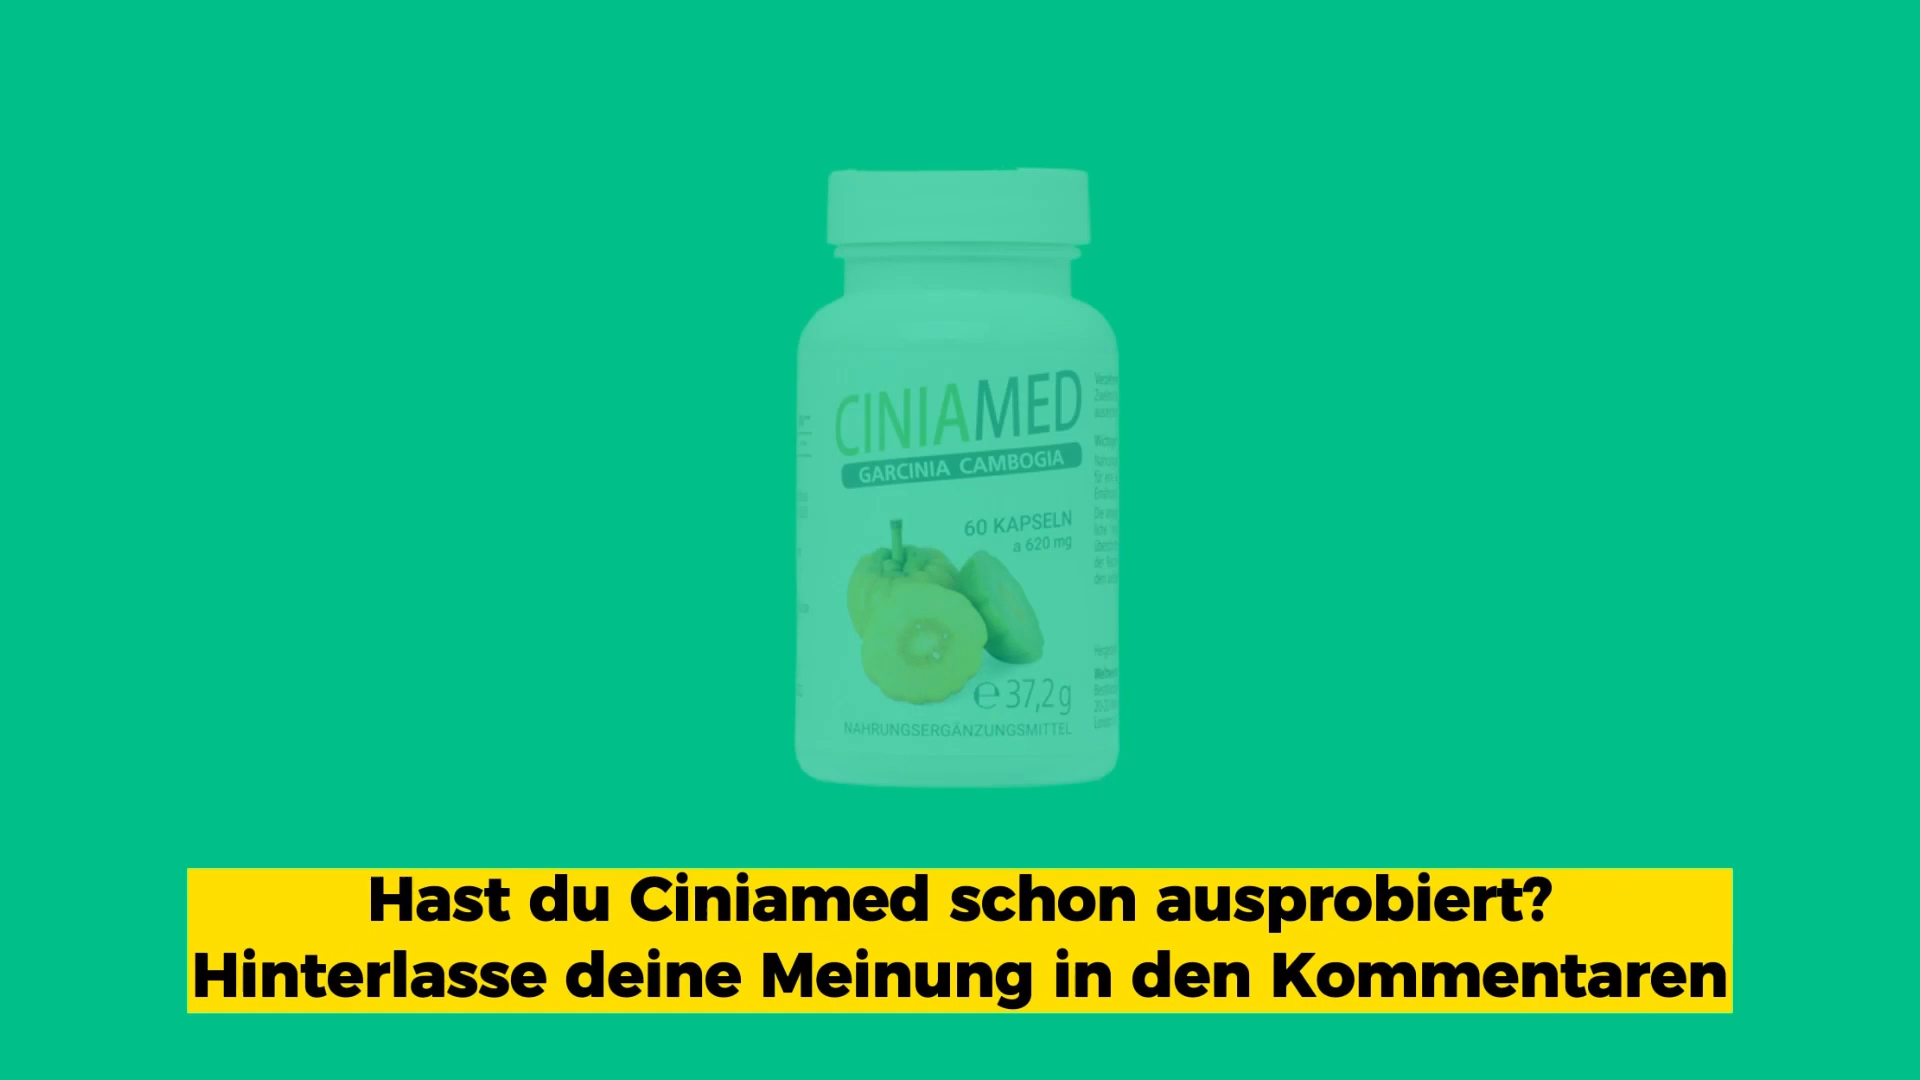 CINIAMED
GARCINIA CAMBOGIA
60 KAPSELN
a 620 mg
℮ 37,2 g
NAHRUNGSERGÄNZUNGSMITTEL
Hast du Ciniamed schon ausprobiert?
Hinterlasse deine Meinung in den Kommentaren